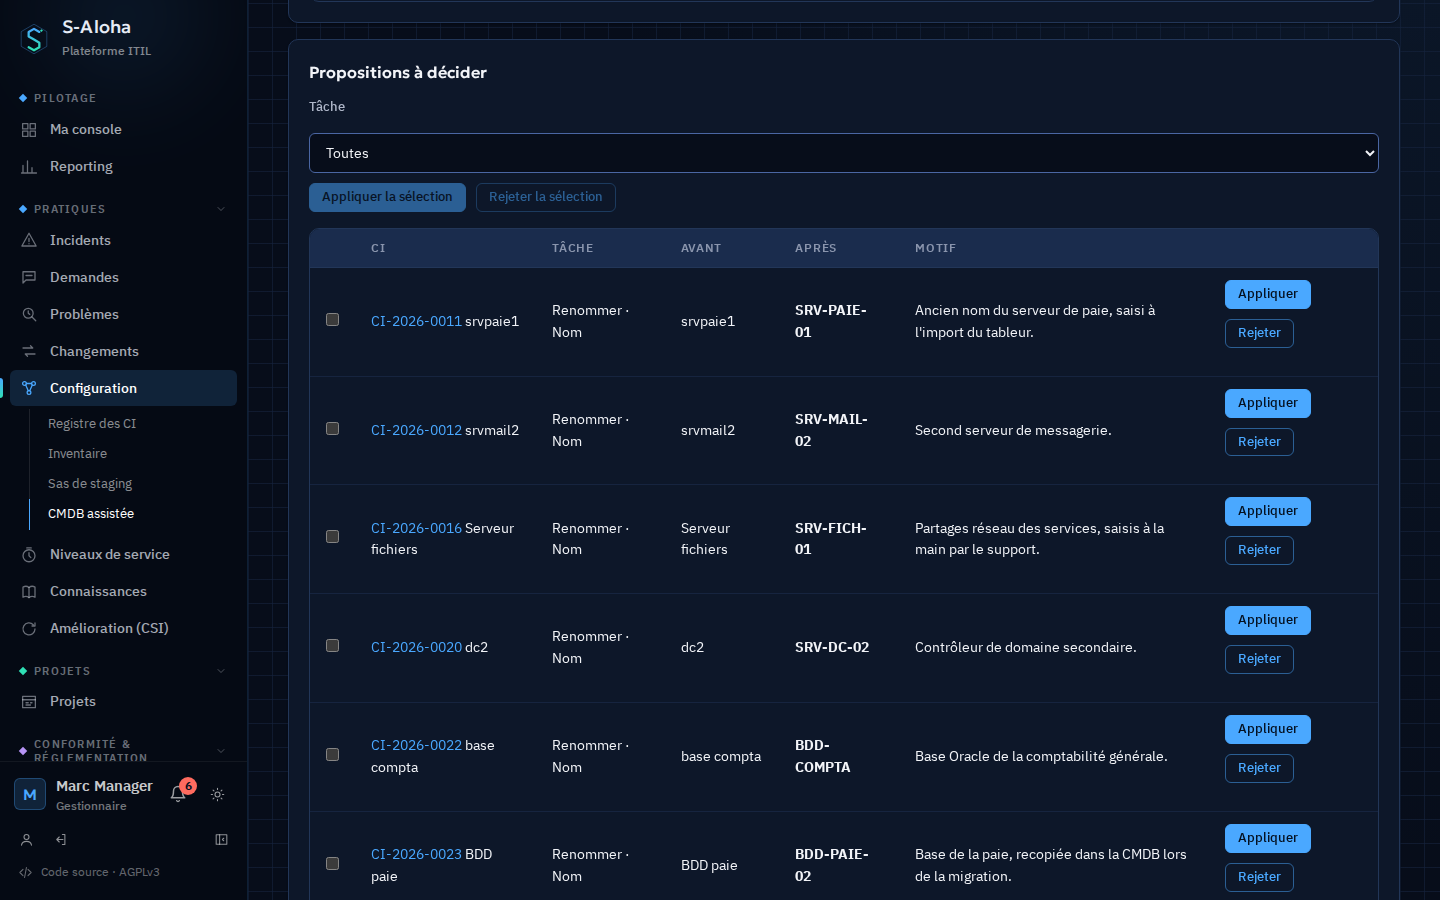 S-Aloha
Plateforme ITIL
PILOTAGE
Ma console
Reporting
PRATIQUES
Incidents
Demandes
Problèmes
Changements
Configuration
Registre des CI
Inventaire
Sas de staging
CMDB assistée
Niveaux de service
Connaissances
Amélioration (CSI)
PROJETS
Projets
CONFORMITÉ &
RÉGLEMENTATION
M
Marc Manager
Gestionnaire
6
Code source · AGPLv3
Propositions à décider
Tâche
Toutes
Appliquer la sélection
Rejeter la sélection
CI TÂCHE AVANT APRÈS MOTIF
CI-2026-0011 srvpaie1
Renommer ·
Nom
srvpaie1
SRV-PAIE-
01
Ancien nom du serveur de paie, saisi à
l'import du tableur.
Appliquer
Rejeter
CI-2026-0012 srvmail2
Renommer ·
Nom
srvmail2
SRV-MAIL-
02
Second serveur de messagerie.
Appliquer
Rejeter
CI-2026-0016 Serveur
fichiers
Renommer ·
Nom
Serveur
fichiers
SRV-FICH-
01
Partages réseau des services, saisis à la
main par le support.
Appliquer
Rejeter
CI-2026-0020 dc2
Renommer ·
Nom
dc2
SRV-DC-02
Contrôleur de domaine secondaire.
Appliquer
Rejeter
CI-2026-0022 base
compta
Renommer ·
Nom
base compta
BDD-
COMPTA
Base Oracle de la comptabilité générale.
Appliquer
Rejeter
CI-2026-0023 BDD
paie
Renommer ·
Nom
BDD paie
BDD-PAIE-
02
Base de la paie, recopiée dans la CMDB lors
de la migration.
Appliquer
Rejeter